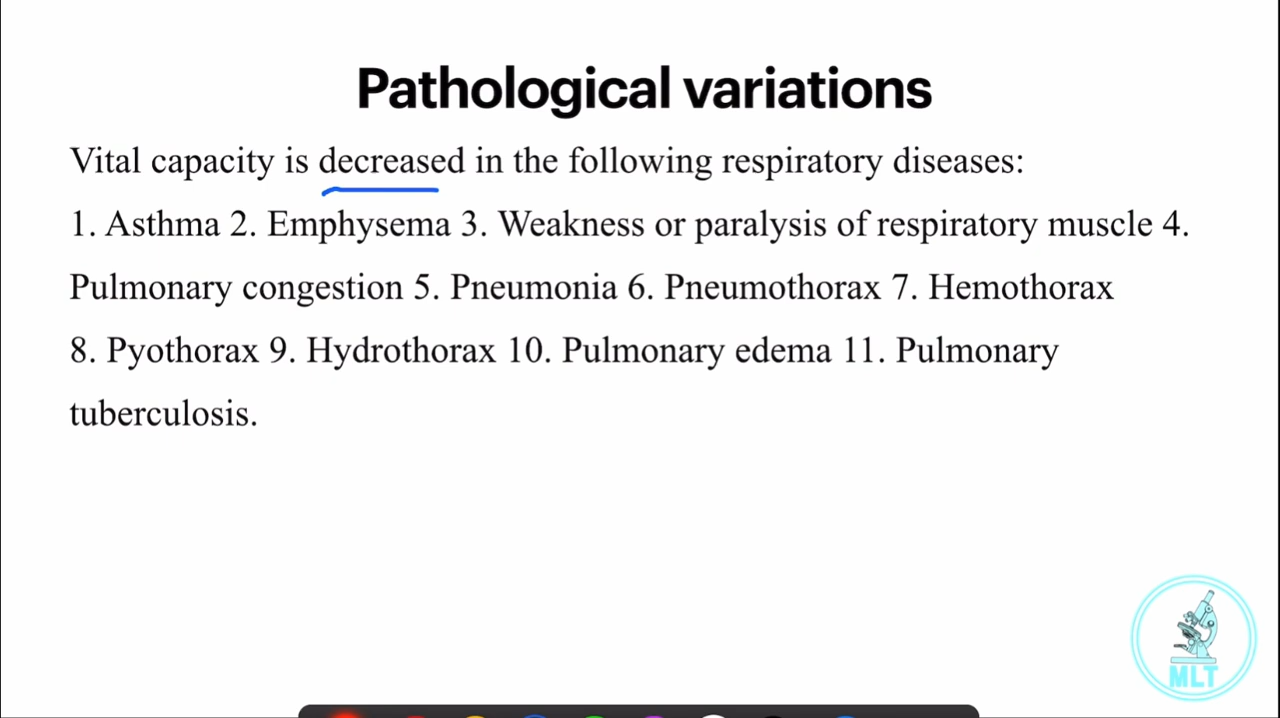 Pathological variations
Vital capacity is decreased in the following respiratory diseases:
1. Asthma 2. Emphysema 3. Weakness or paralysis of respiratory muscle 4.
Pulmonary congestion 5. Pneumonia 6. Pneumothorax 7. Hemothorax
8. Pyothorax 9. Hydrothorax 10. Pulmonary edema 11. Pulmonary
tuberculosis.
MLT